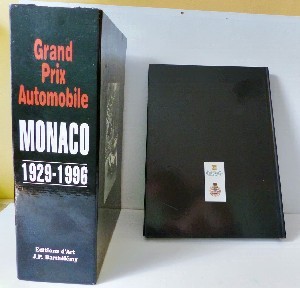 Grand
Prix
Automobile
MONACO
1929-1996
Editions d'Art
J.P. Barthélémy